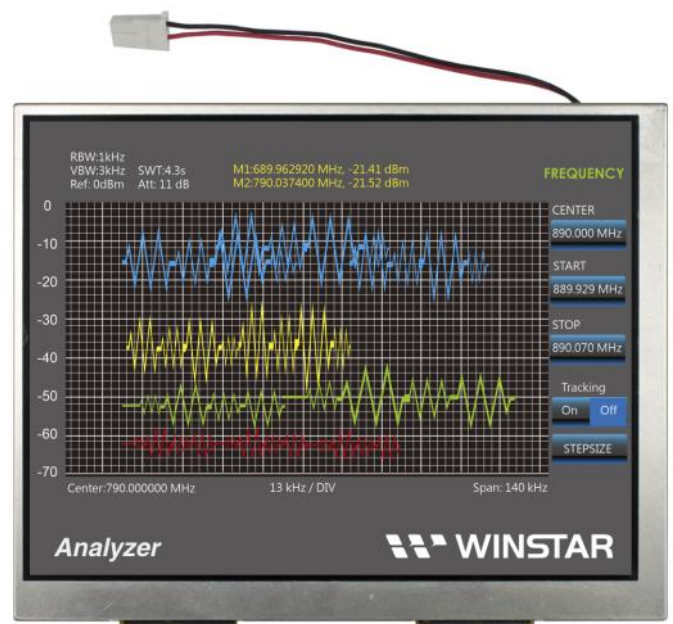 RBW:1kHz
VBW:3kHz SWT:4.3s
Ref: 0dBm Att: 11 dB
M1:689.962920 MHz, -21.41 dBm
M2:790.037400 MHz, -21.52 dBm
FREQUENCY
0
-10
-20
-30
-40
-50
-60
-70
CENTER
890.000 MHz
START
889.929 MHz
STOP
890.070 MHz
Tracking
On Off
STEPSIZE
Center:790.000000 MHz 13 kHz / DIV Span: 140 kHz
Analyzer WINSTAR